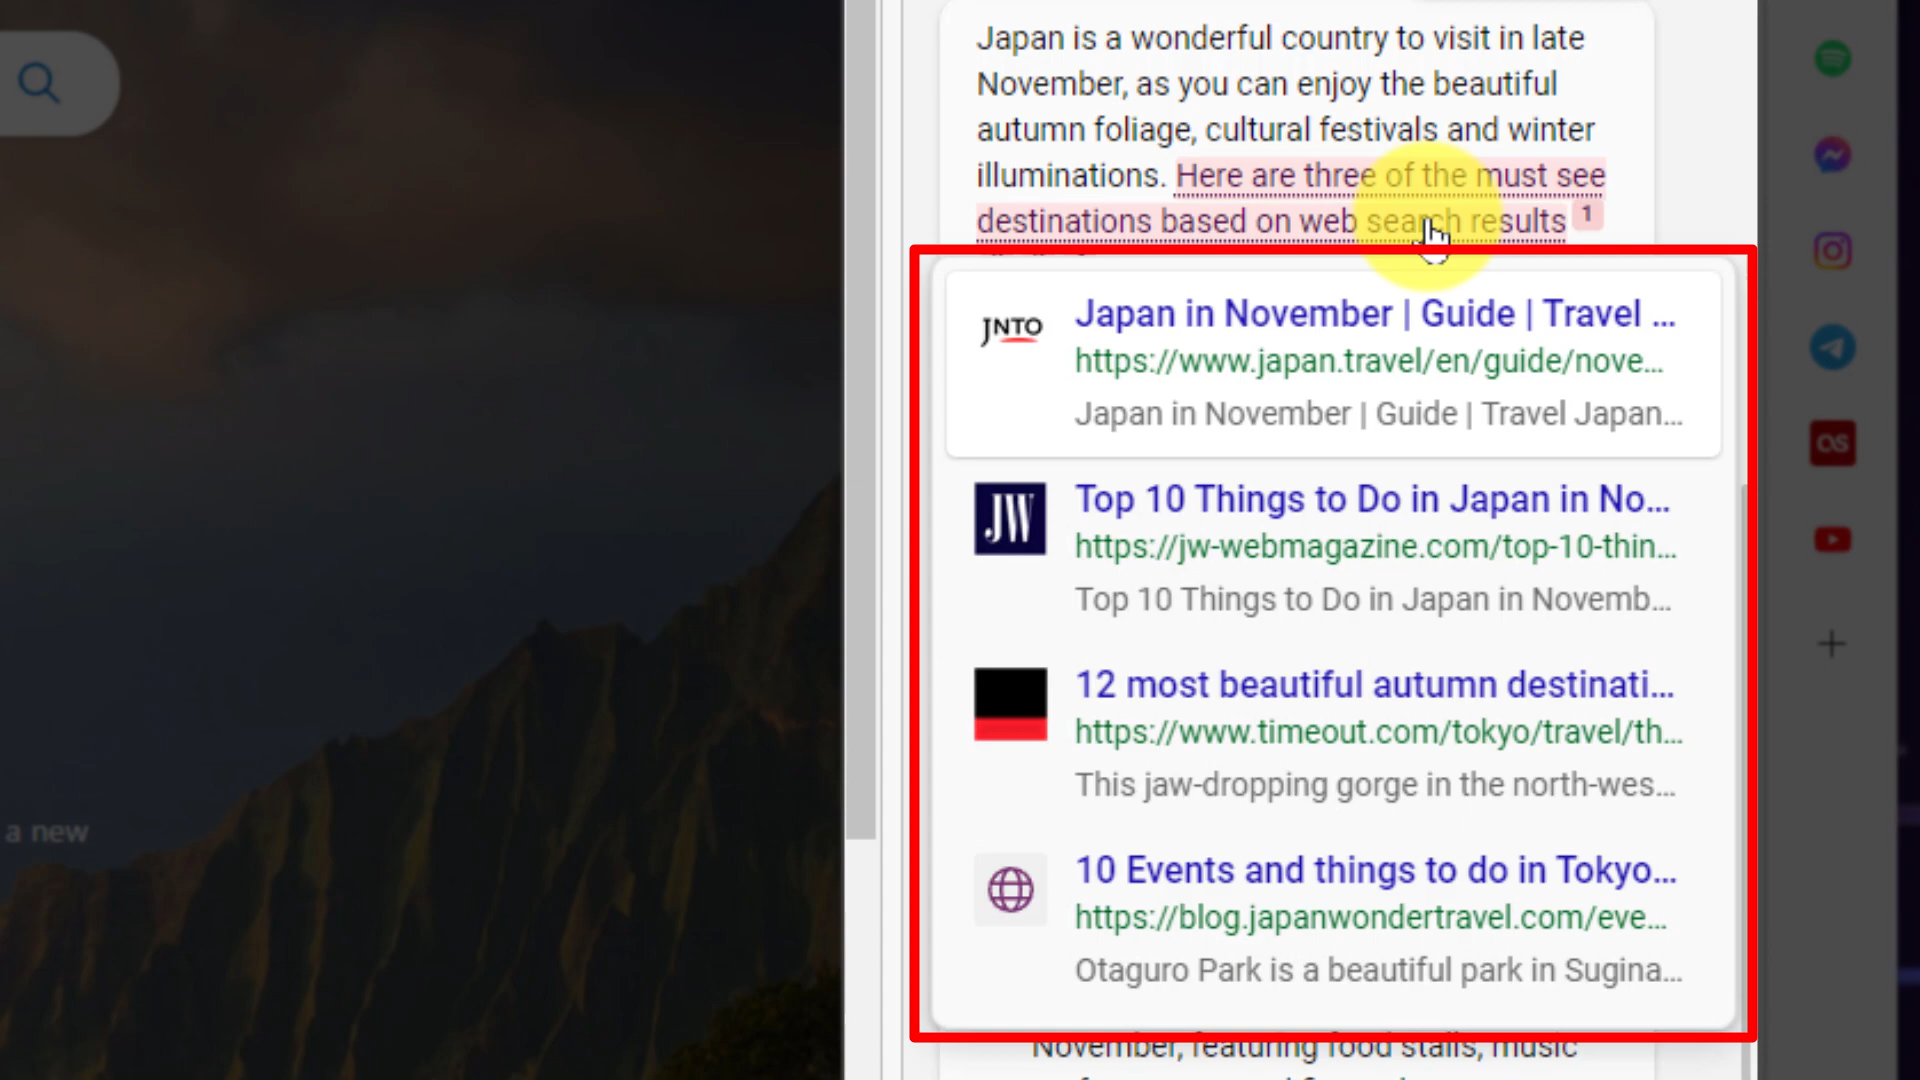 Japan is a wonderful country to visit in late
November, as you can enjoy the beautiful
autumn foliage, cultural festivals and winter
illuminations. Here are three of the must see
destinations based on web search results 1
JNTO
Japan in November | Guide | Travel ...
https://www.japan.travel/en/guide/nove...
Japan in November | Guide | Travel Japan...
JW
Top 10 Things to Do in Japan in No...
https://jw-webmagazine.com/top-10-thin...
Top 10 Things to Do in Japan in Novemb...
12 most beautiful autumn destinati...
https://www.timeout.com/tokyo/travel/th...
This jaw-dropping gorge in the north-wes...
a new
10 Events and things to do in Tokyo...
https://blog.japanwondertravel.com/eve...
Otaguro Park is a beautiful park in Sugina...
November, featuring food stalls, music